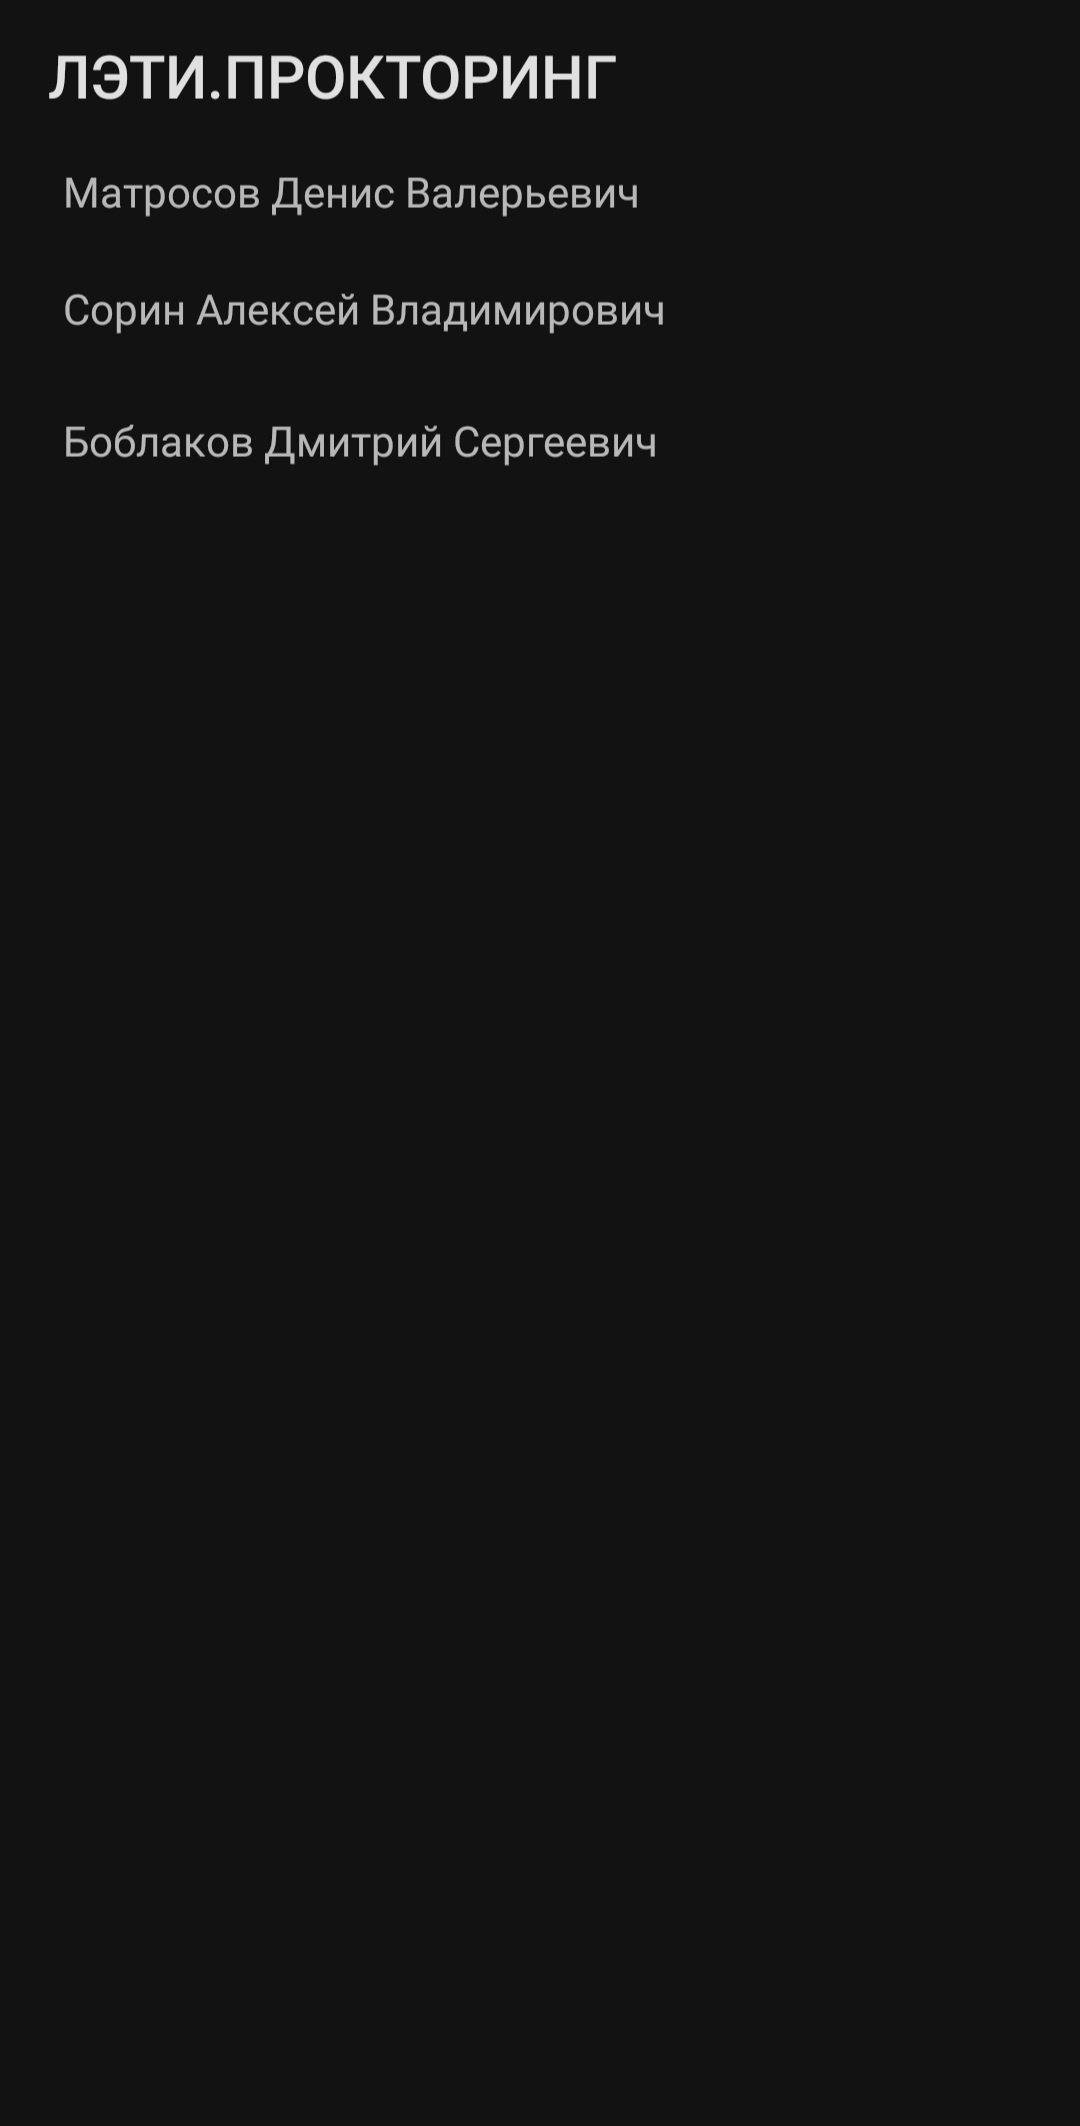 ЛЭТИ.ПРОКТОРИНГ
Матросов Денис Валерьевич
Сорин Алексей Владимирович
Боблаков Дмитрий Сергеевич